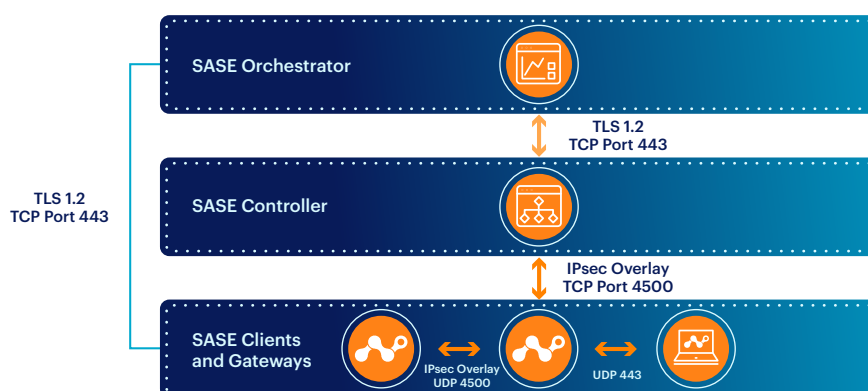 SASE Orchestrator
TLS 1.2
TCP Port 443
TLS 1.2
TCP Port 443
SASE Controller
IPsec Overlay
TCP Port 4500
SASE Clients
and Gateways
IPsec Overlay
UDP 4500
UDP 443